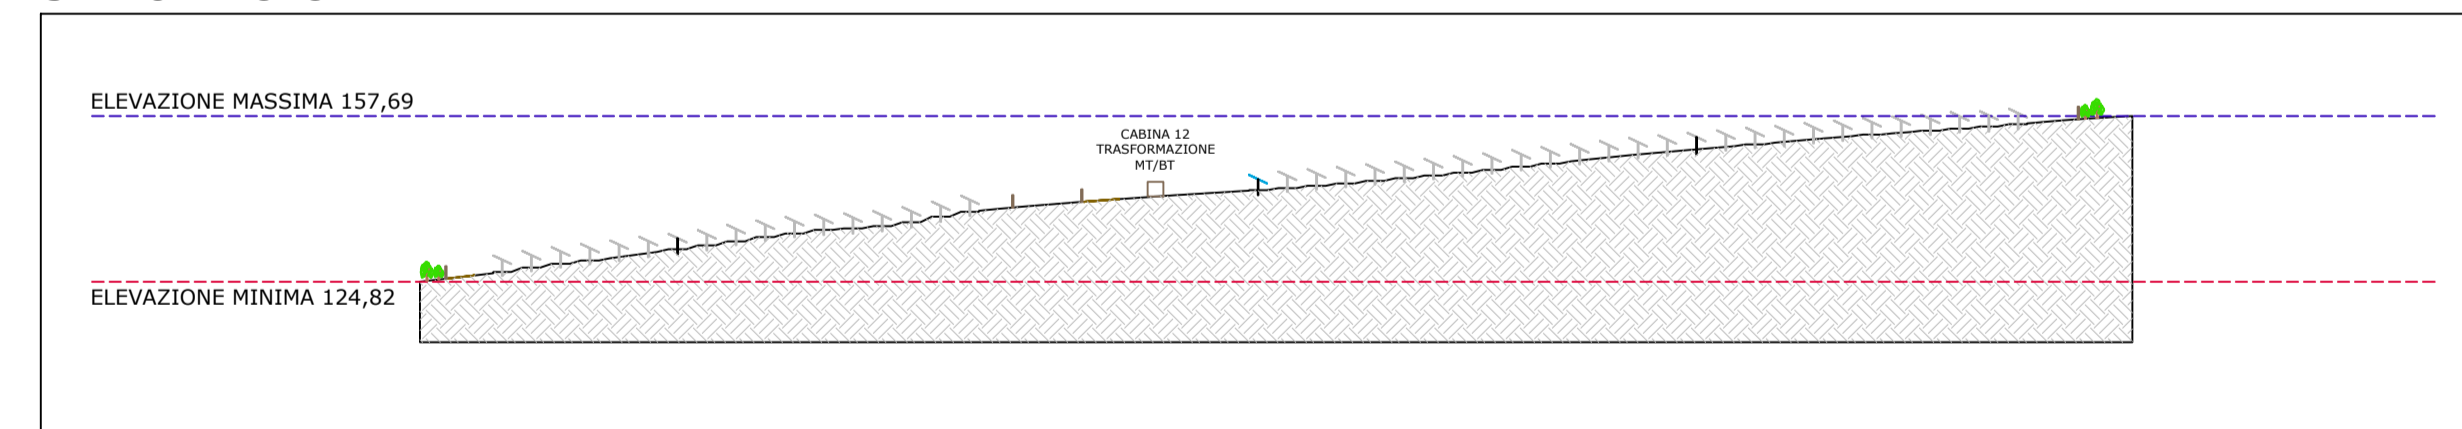 ELEVAZIONE MASSIMA 157,69
CABINA 12
TRASFORMAZIONE
MT/BT
ELEVAZIONE MINIMA 124,82